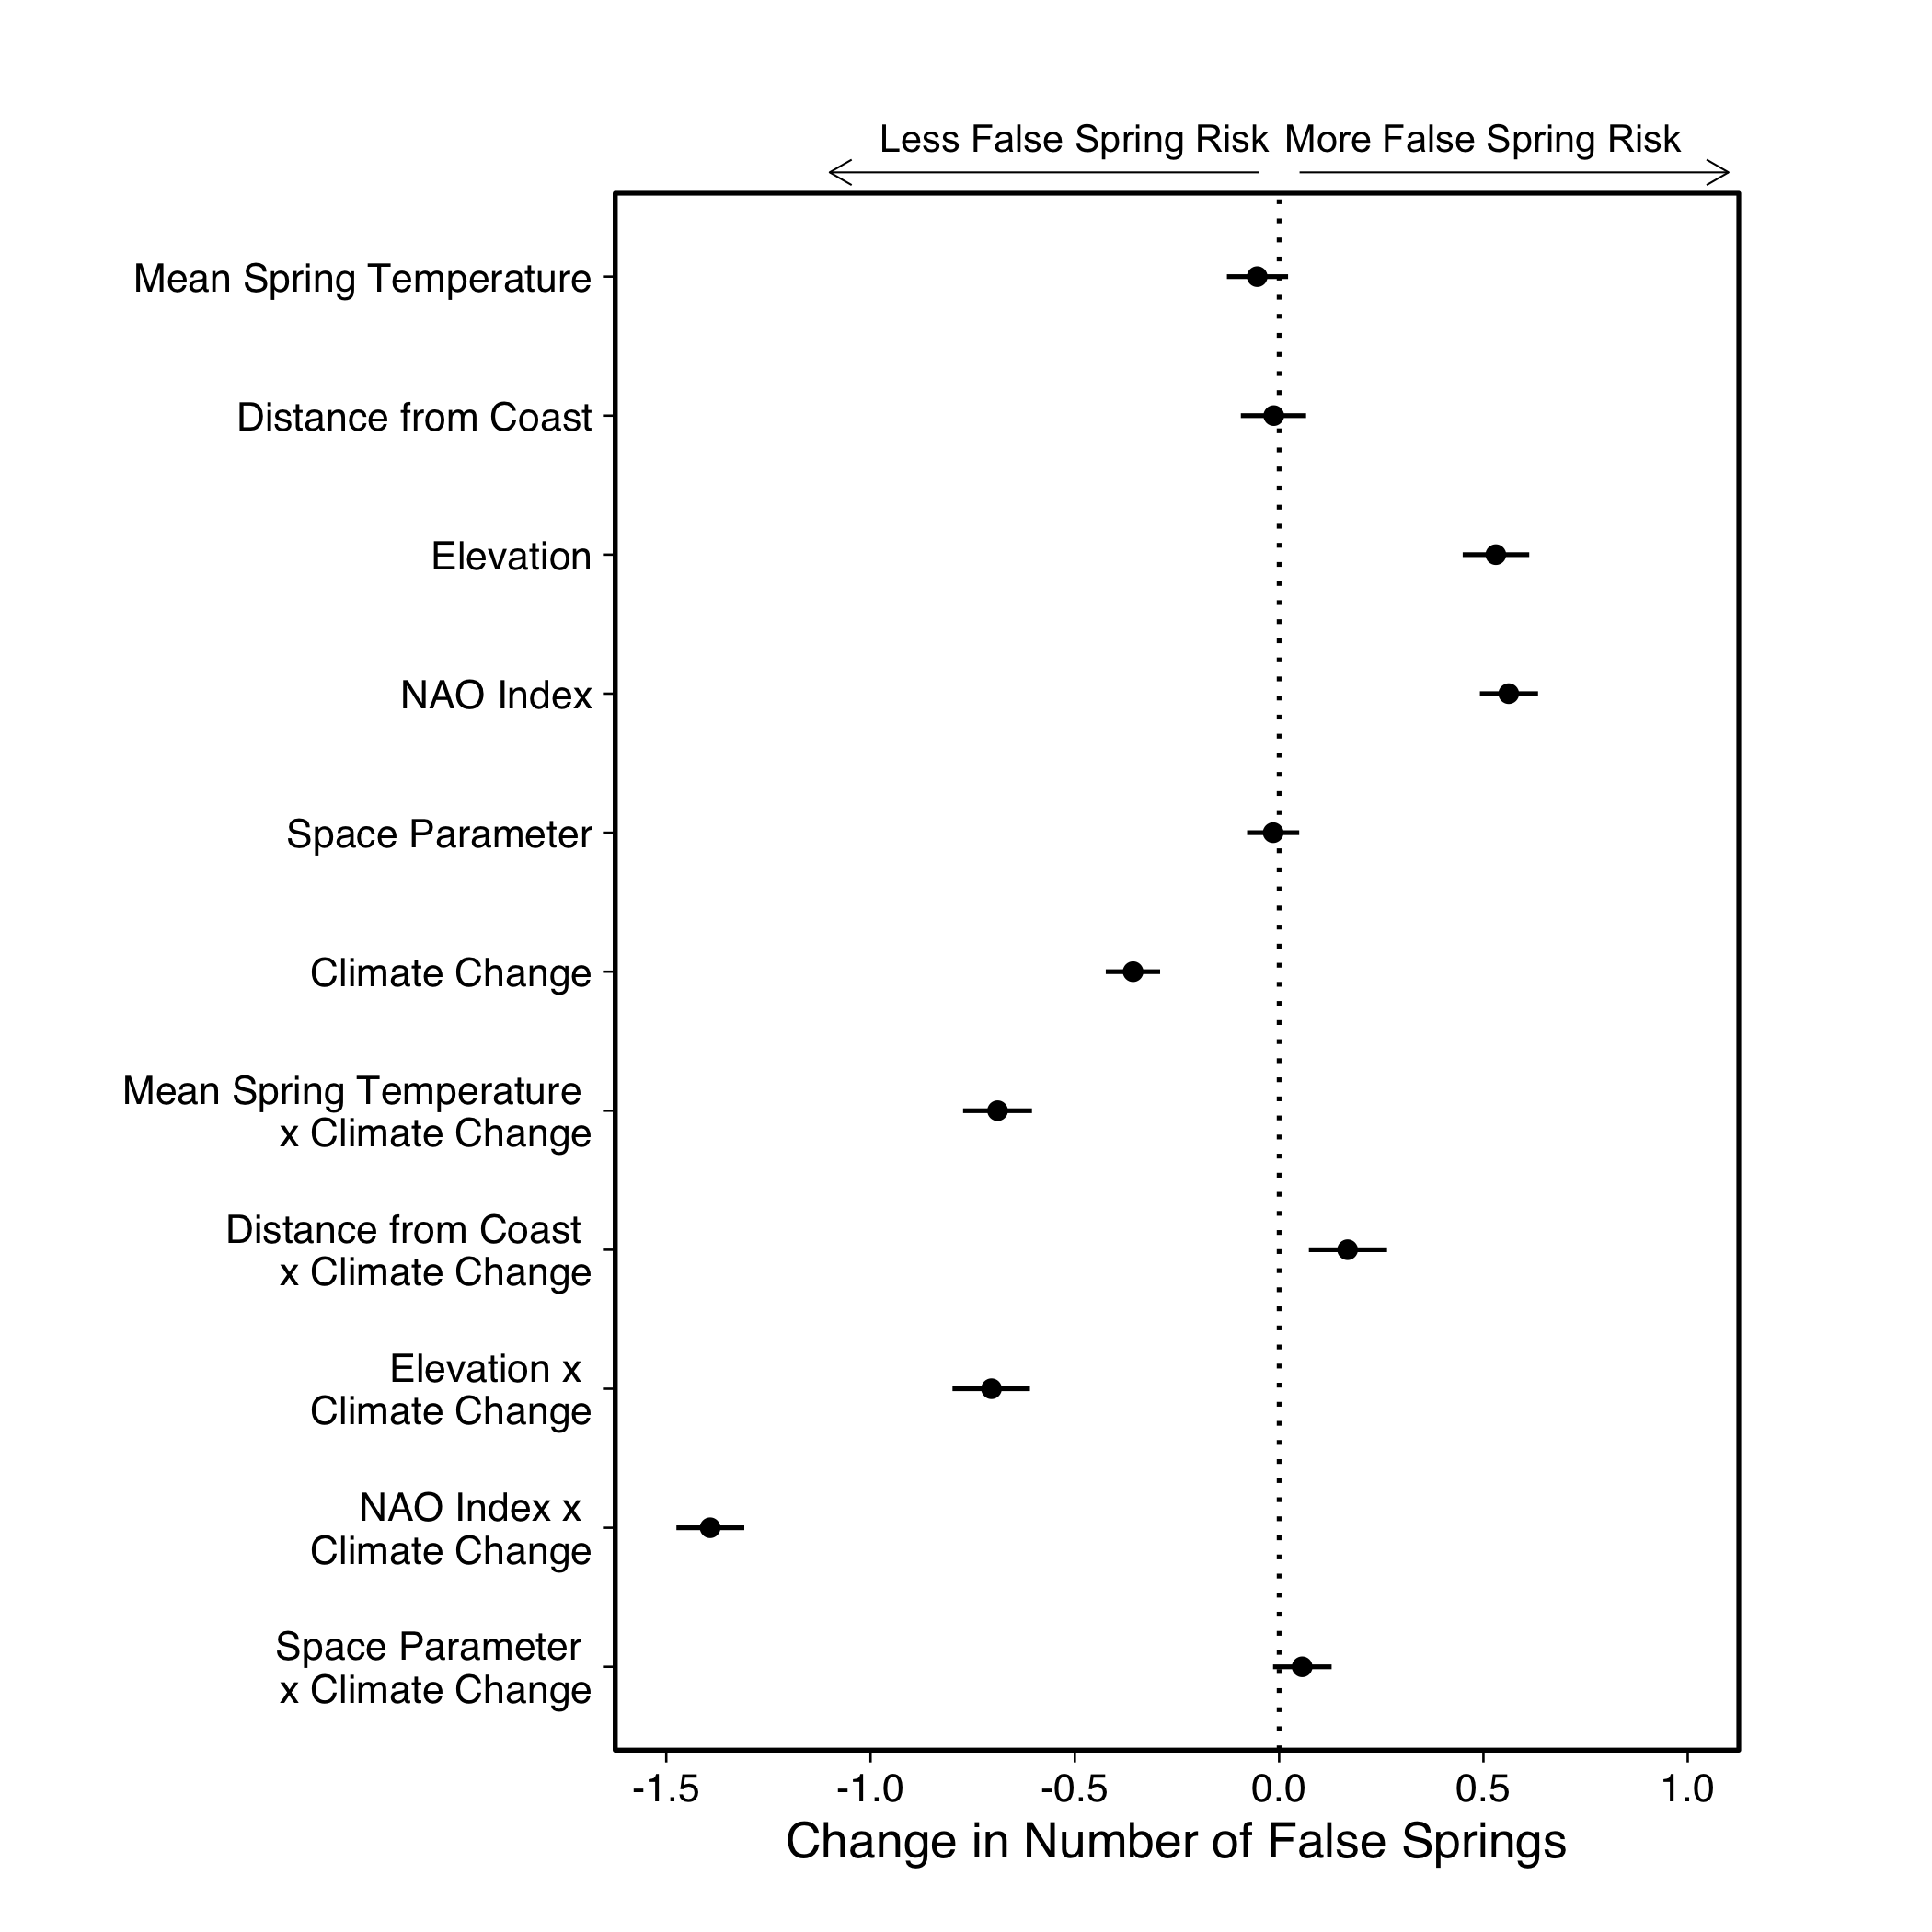 Less False Spring Risk More False Spring Risk
Mean Spring Temperature
Distance from Coast
Elevation
NAO Index
Space Parameter
Climate Change
Mean Spring Temperature
x Climate Change
Distance from Coast
x Climate Change
Elevation x
Climate Change
NAO Index x
Climate Change
Space Parameter
x Climate Change
-1.5 -1.0 -0.5 0.0 0.5 1.0
Change in Number of False Springs